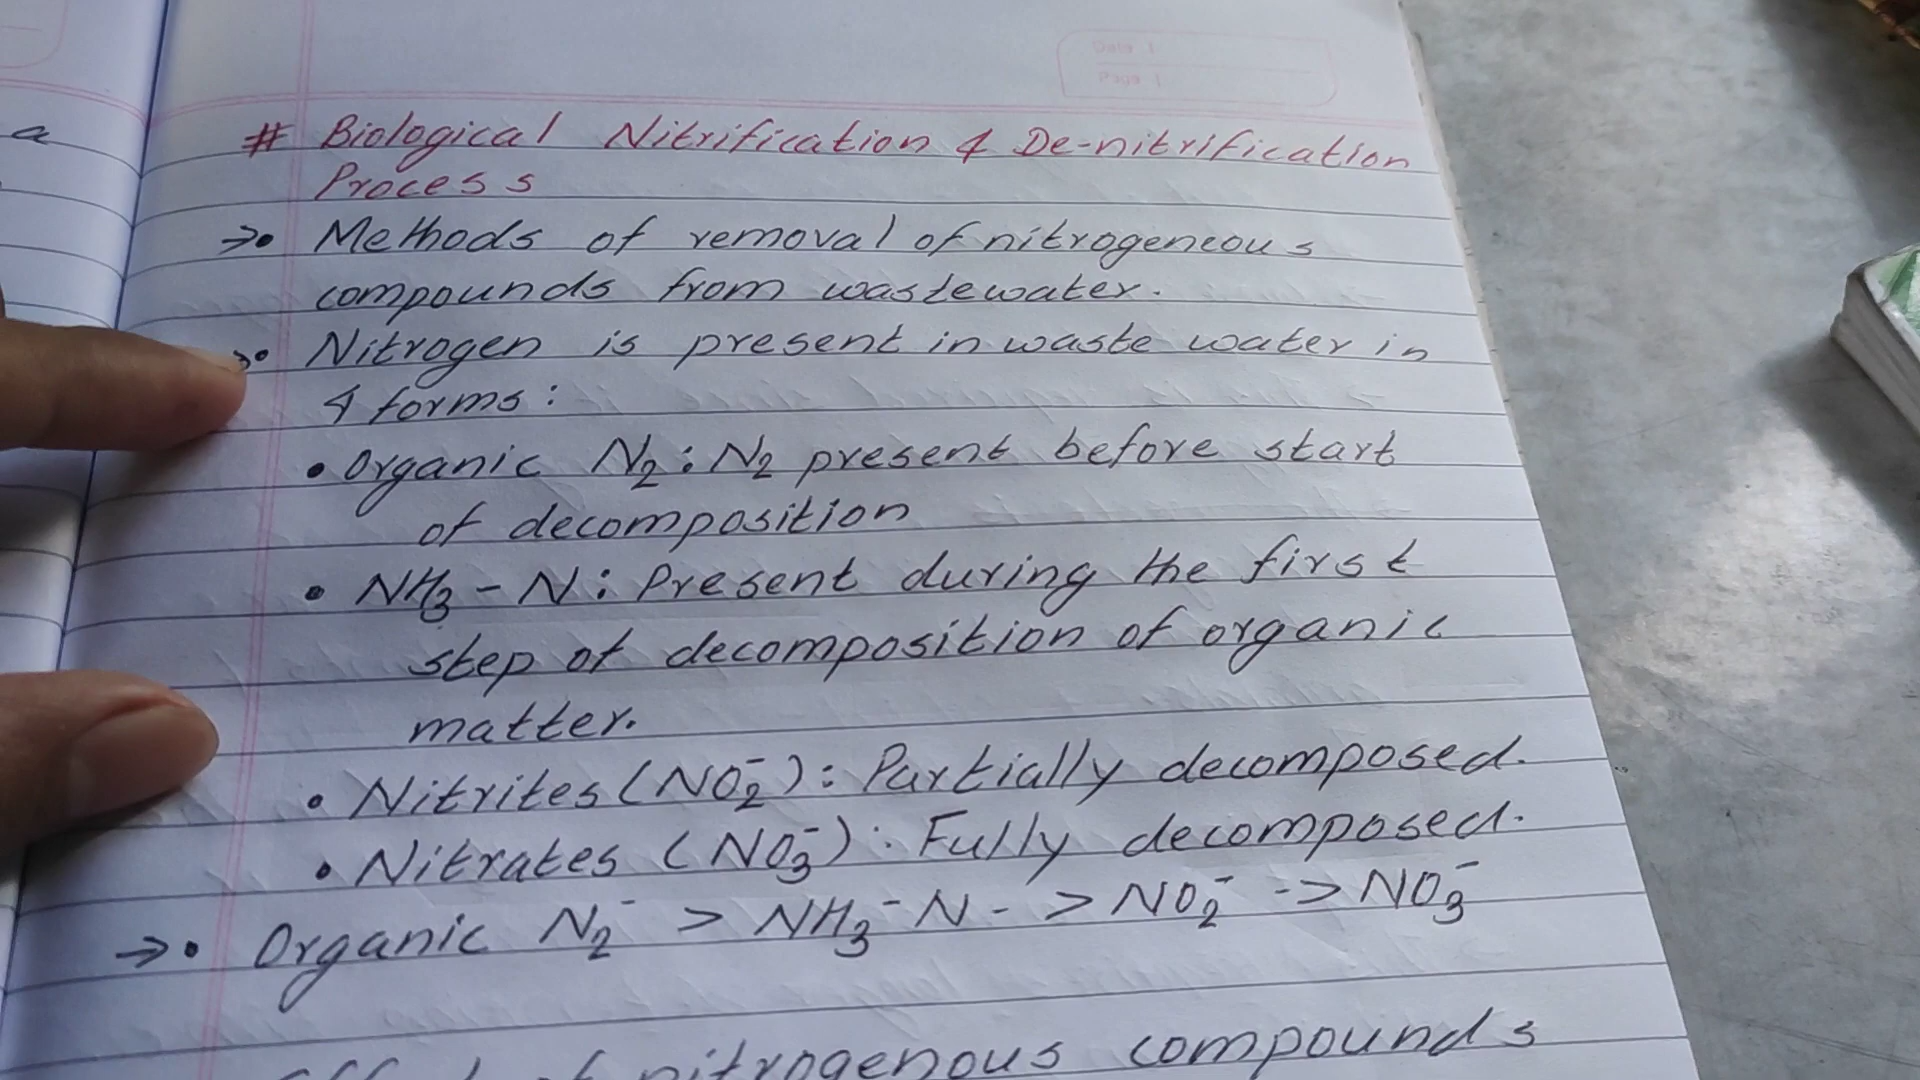 a
Date |
Page |
# Biological Nitrification & De-nitrification
Process
→• Methods of removal of nitrogeneous
compounds from wastewater.
• Nitrogen is present in waste water in
4 forms:
• Organic N₂ : N₂ present before start
of decomposition
• NH₃ - N : Present during the first
step of decomposition of organic
matter.
• Nitrites (NO₂⁻) : Partially decomposed.
• Nitrates (NO₃⁻) : Fully decomposed.
→• Organic N₂ -> NH₃-N -> NO₂⁻ -> NO₃⁻
nitrogenous compounds